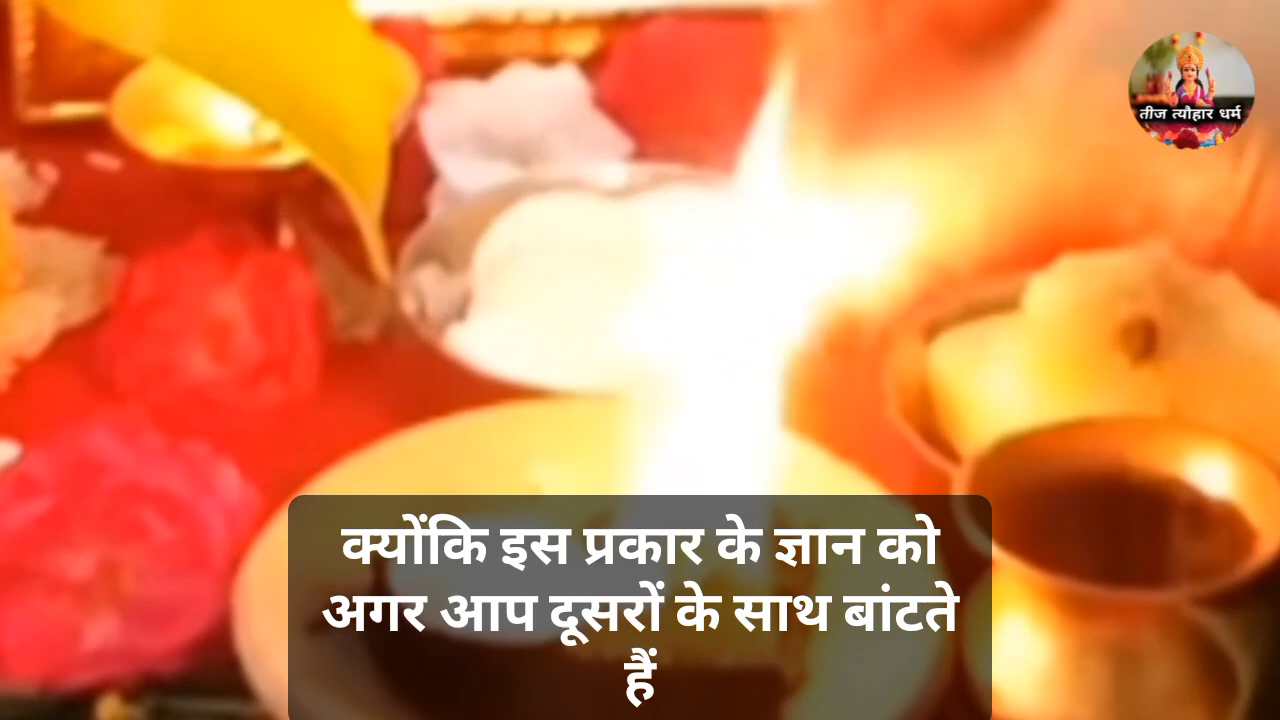 तीज त्यौहार धर्म
क्योंकि इस प्रकार के ज्ञान को
अगर आप दूसरों के साथ बांटते
हैं